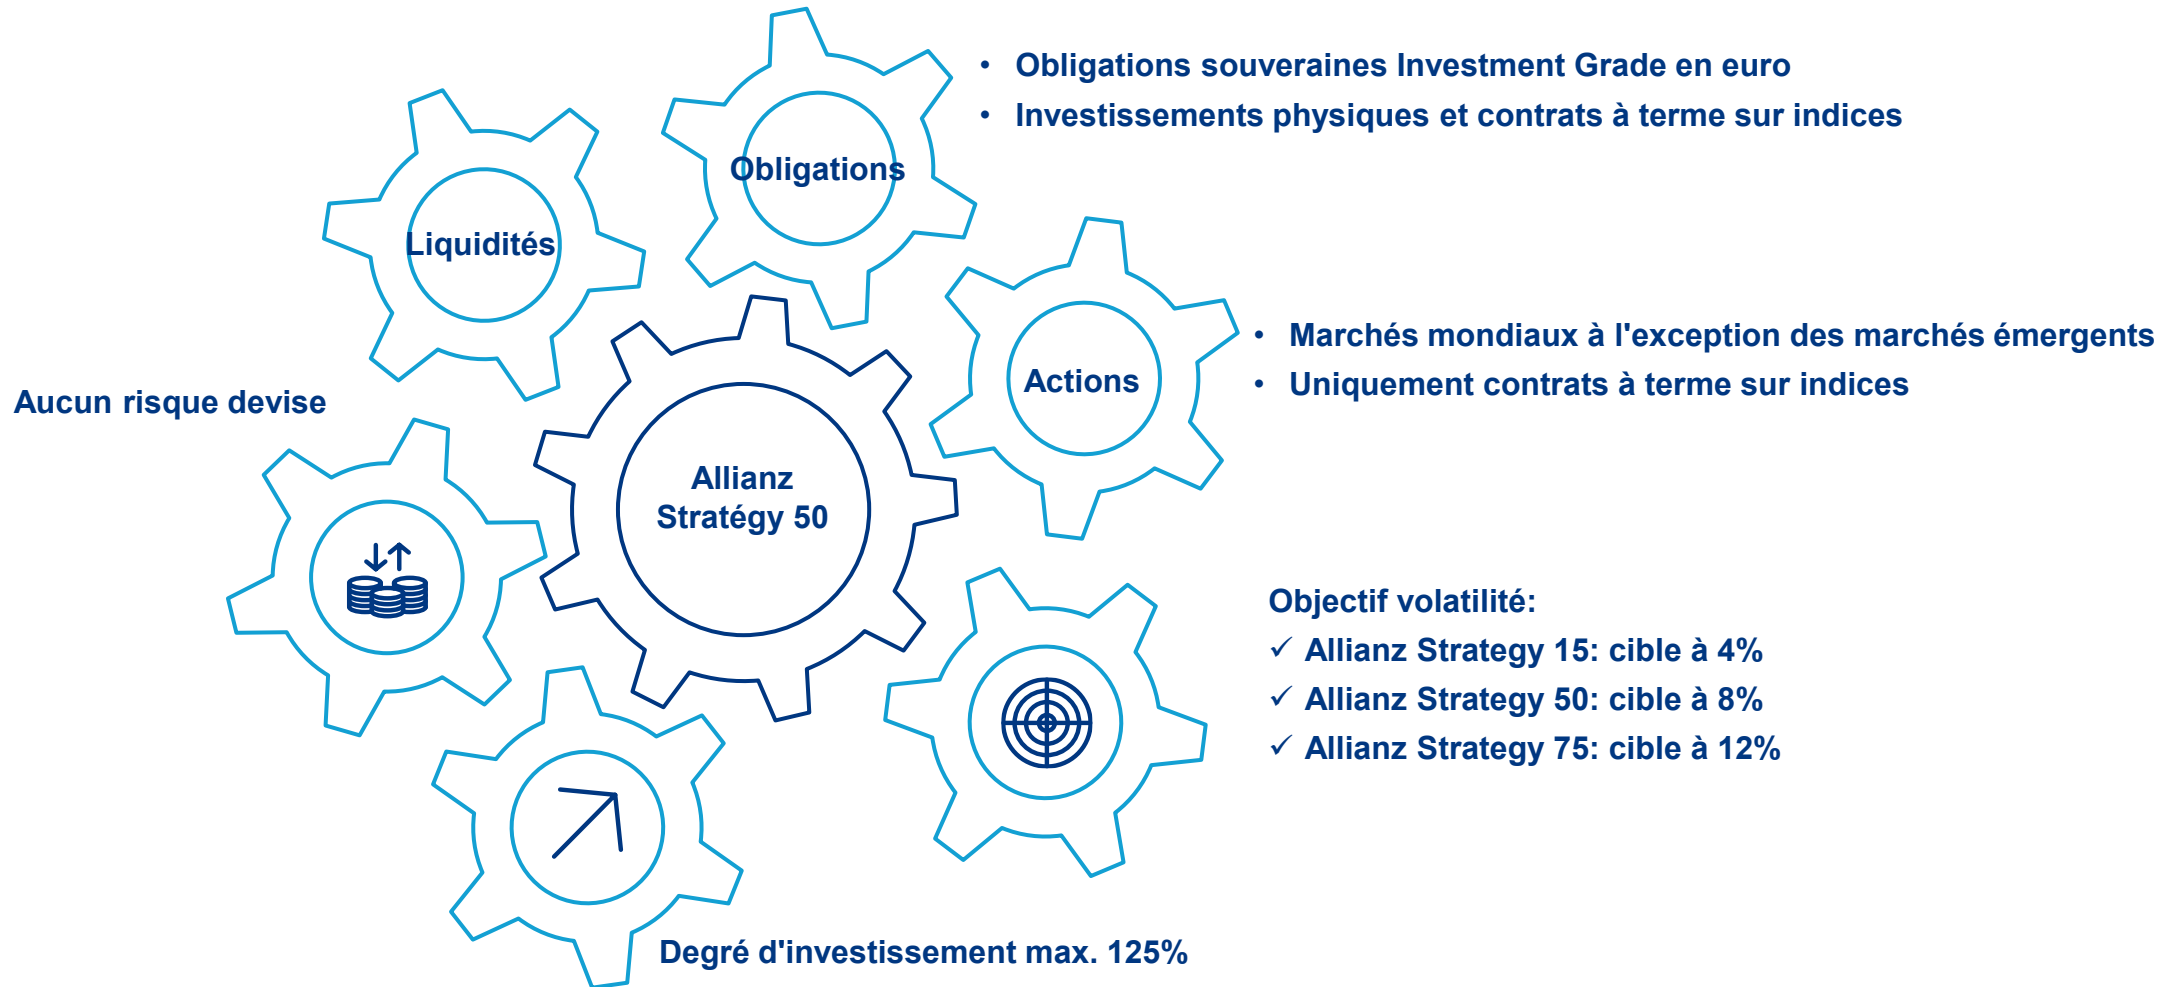 • Obligations souveraines Investment Grade en euro
• Investissements physiques et contrats à terme sur indices
Obligations
Liquidités
• Marchés mondiaux à l'exception des marchés émergents
• Uniquement contrats à terme sur indices
Actions
Aucun risque devise
Allianz
Stratégy 50
Objectif volatilité:
✓ Allianz Strategy 15: cible à 4%
✓ Allianz Strategy 50: cible à 8%
✓ Allianz Strategy 75: cible à 12%
Degré d'investissement max. 125%